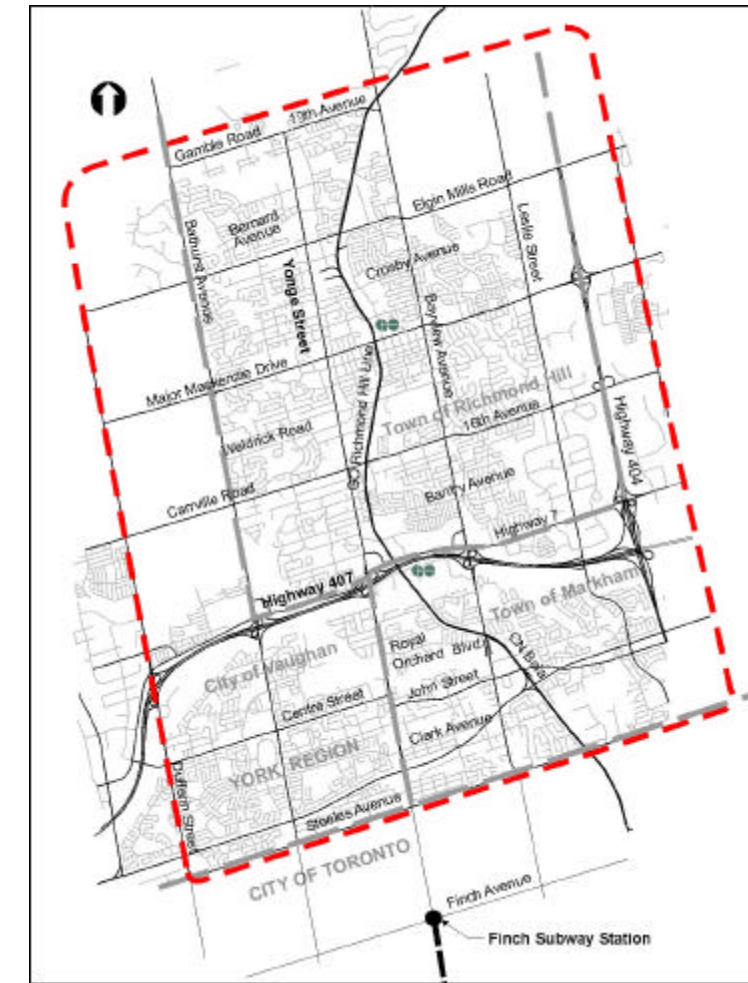 19th Avenue
Gamble Road
Elgin Mills Road
Bernard
Avenue
Leslie Street
Bathurst Avenue
Crosby Avenue
Yonge Street
Bayview Avenue
Major Mackenzie Drive
GO Richmond Hill Line
Town of Richmond Hill
16th Avenue
Highway 404
Weldrick Road
Carrville Road
Bantry Avenue
Highway 7
Highway 407
Town of Markham
Royal
Orchard Blvd.
CN Bala
City of Vaughan
John Street
Centre Street
Clark Avenue
YORK REGION
Dufferin Street
Steeles Avenue
CITY OF TORONTO
Finch Avenue
Finch Subway Station